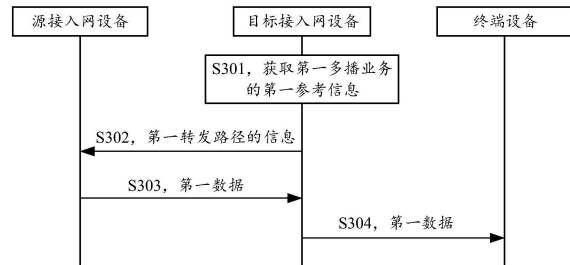 源接入网设备
目标接入网设备
终端设备
S301，获取第一多播业务
的第一参考信息
S302，第一转发路径的信息
S303，第一数据
S304，第一数据